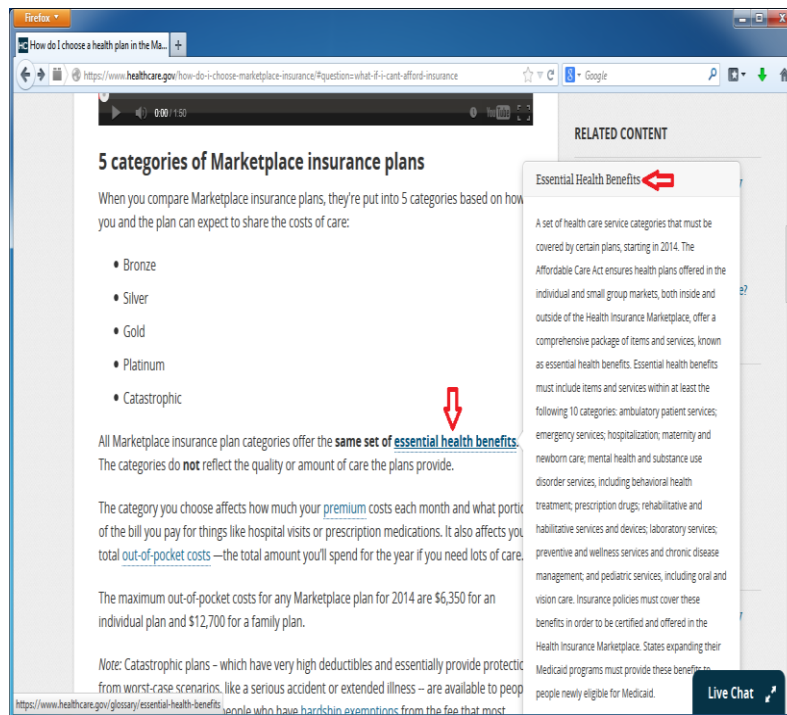 Firefox
HC How do I choose a health plan in the Ma... +
https://www.healthcare.gov/how-do-i-choose-marketplace-insurance/#question=what-if-i-cant-afford-insurance
8 - Google
0:00 / 1:50
YouTube
RELATED CONTENT
5 categories of Marketplace insurance plans
When you compare Marketplace insurance plans, they're put into 5 categories based on how
you and the plan can expect to share the costs of care:
• Bronze
• Silver
• Gold
• Platinum
• Catastrophic
All Marketplace insurance plan categories offer the same set of essential health benefits.
The categories do not reflect the quality or amount of care the plans provide.
The category you choose affects how much your premium costs each month and what portic
of the bill you pay for things like hospital visits or prescription medications. It also affects you
total out-of-pocket costs —the total amount you'll spend for the year if you need lots of care.
The maximum out-of-pocket costs for any Marketplace plan for 2014 are $6,350 for an
individual plan and $12,700 for a family plan.
Note: Catastrophic plans – which have very high deductibles and essentially provide protectic
from worst-case scenarios, like a serious accident or extended illness – are available to peop
people who have hardship exemptions from the fee that most
https://www.healthcare.gov/glossary/essential-health-benefits
Essential Health Benefits
A set of health care service categories that must be
covered by certain plans, starting in 2014. The
Affordable Care Act ensures health plans offered in the
individual and small group markets, both inside and
outside of the Health Insurance Marketplace, offer a
comprehensive package of items and services, known
as essential health benefits. Essential health benefits
must include items and services within at least the
following 10 categories: ambulatory patient services;
emergency services; hospitalization; maternity and
newborn care; mental health and substance use
disorder services, including behavioral health
treatment; prescription drugs; rehabilitative and
habilitative services and devices; laboratory services;
preventive and wellness services and chronic disease
management; and pediatric services, including oral and
vision care. Insurance policies must cover these
benefits in order to be certified and offered in the
Health Insurance Marketplace. States expanding their
Medicaid programs must provide these benefits to
people newly eligible for Medicaid.
Live Chat